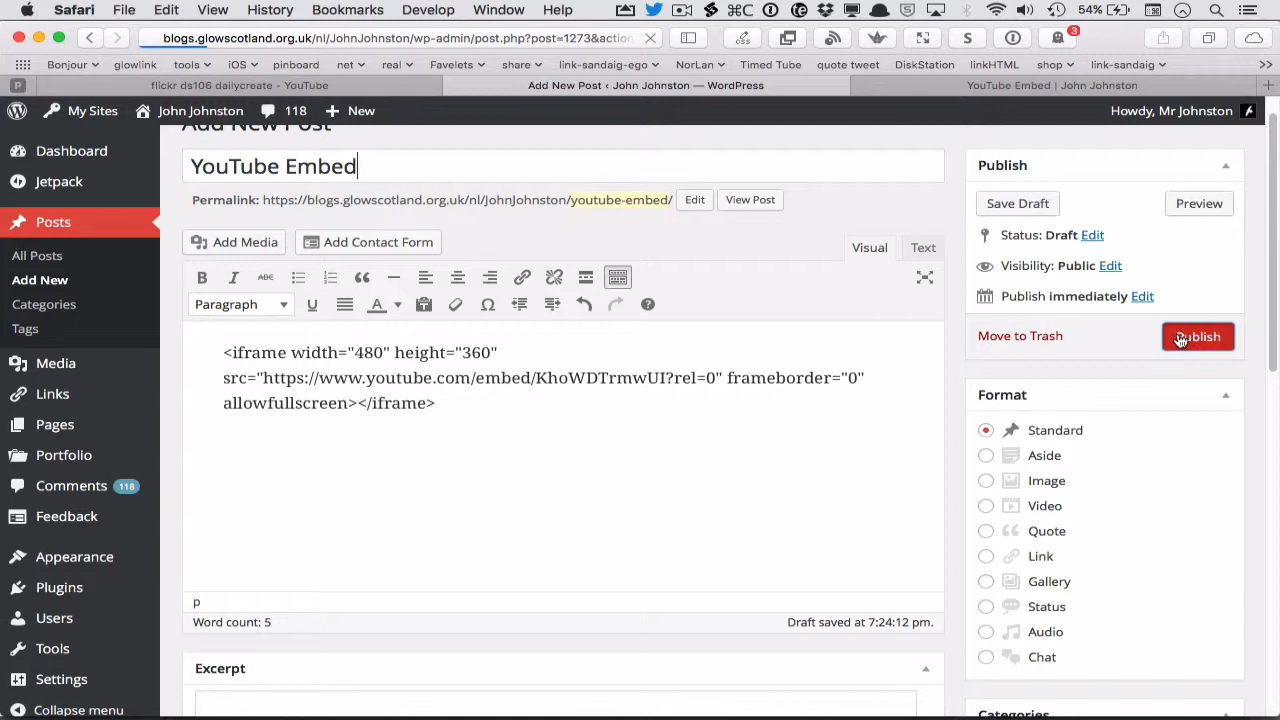 Safari File Edit View History Bookmarks Develop Window Help 54%
blogs.glowscotland.org.uk/nl/JohnJohnston/wp-admin/post.php?post=1273&action
S 3
Bonjour glowlink tools iOS pinboard net real Favelets share link-sandaig-ego NorLan Timed Tube quote tweet DiskStation linkHTML shop link-sandaig >>
P flickr ds106 dailycreate - YouTube Add New Post ‹ John Johnston — WordPress YouTube Embed | John Johnston
My Sites John Johnston 118 New Howdy, Mr Johnston
Add New Post
Dashboard
Jetpack
Posts
All Posts
Add New
Categories
Tags
Media
Links
Pages
Portfolio
Comments 118
Feedback
Appearance
Plugins
Users
Tools
Settings
Collapse menu
YouTube Embed
Permalink: https://blogs.glowscotland.org.uk/nl/JohnJohnston/youtube-embed/ Edit View Post
Add Media Add Contact Form Visual Text
B I ABC
Paragraph U A
<iframe width="480" height="360"
src="https://www.youtube.com/embed/KhoWDTrmwUI?rel=0" frameborder="0"
allowfullscreen></iframe>
p
Word count: 5 Draft saved at 7:24:12 pm.
Excerpt
Publish
Save Draft Preview
Status: Draft Edit
Visibility: Public Edit
Publish immediately Edit
Move to Trash Publish
Format
Standard
Aside
Image
Video
Quote
Link
Gallery
Status
Audio
Chat
Categories